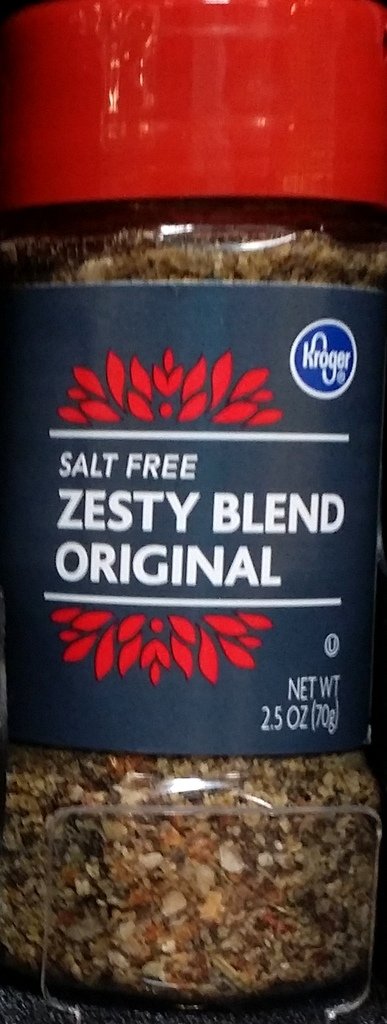 Kroger
SALT FREE
ZESTY BLEND
ORIGINAL
U
NET WT
2.5 OZ (70g)